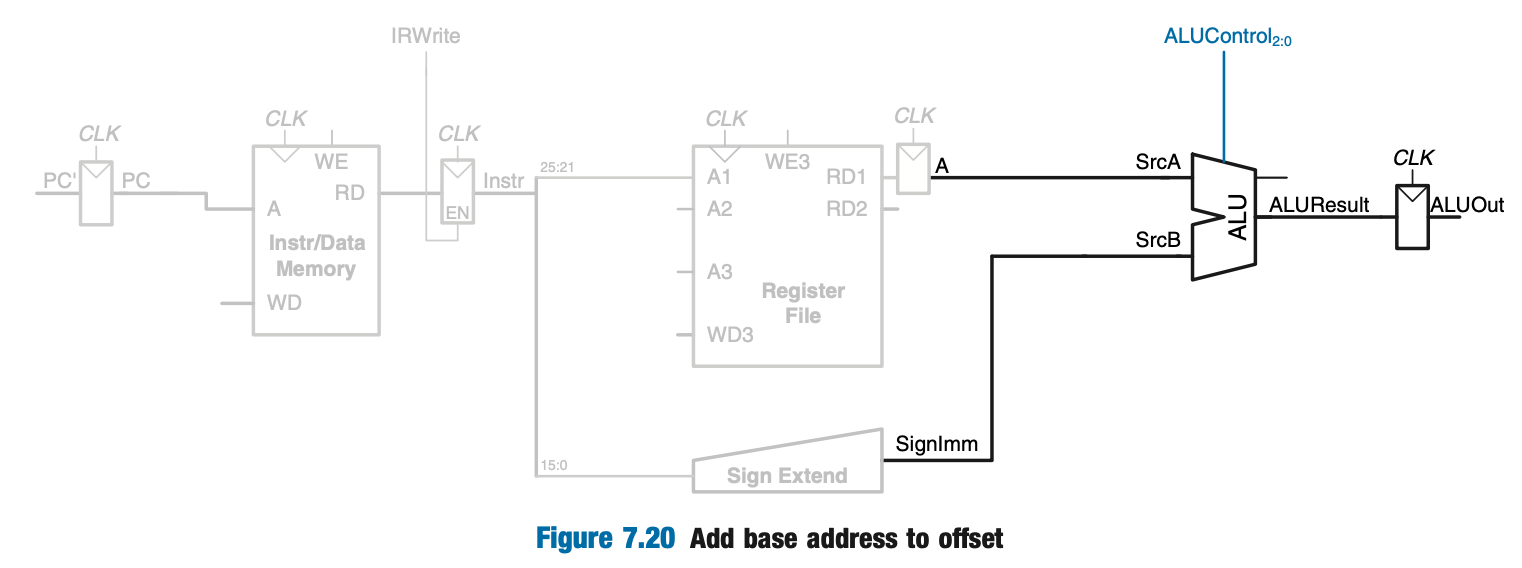 IRWrite
ALUControl2:0
CLK
CLK
CLK
CLK
CLK
CLK
PC'
PC
WE
RD
A
Instr/Data
Memory
WD
EN
Instr
25:21
15:0
WE3
A1
RD1
A2
RD2
A3
Register
File
WD3
A
SrcA
SrcB
ALU
ALUResult
ALUOut
SignImm
Sign Extend
Figure 7.20 Add base address to offset